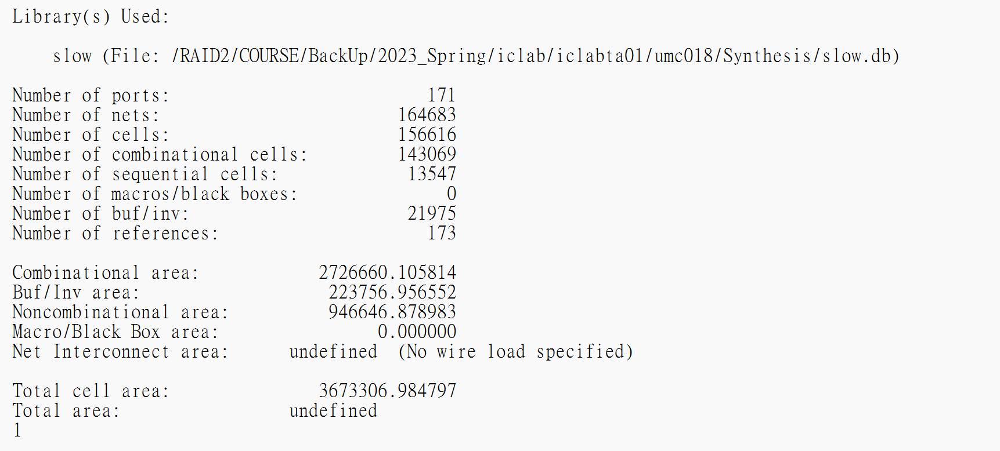 Library(s) Used:
slow (File: /RAID2/COURSE/BackUp/2023_Spring/iclab/iclabta01/umc018/Synthesis/slow.db)
Number of ports: 171
Number of nets: 164683
Number of cells: 156616
Number of combinational cells: 143069
Number of sequential cells: 13547
Number of macros/black boxes: 0
Number of buf/inv: 21975
Number of references: 173
Combinational area: 2726660.105814
Buf/Inv area: 223756.956552
Noncombinational area: 946646.878983
Macro/Black Box area: 0.000000
Net Interconnect area: undefined (No wire load specified)
Total cell area: 3673306.984797
Total area: undefined
1